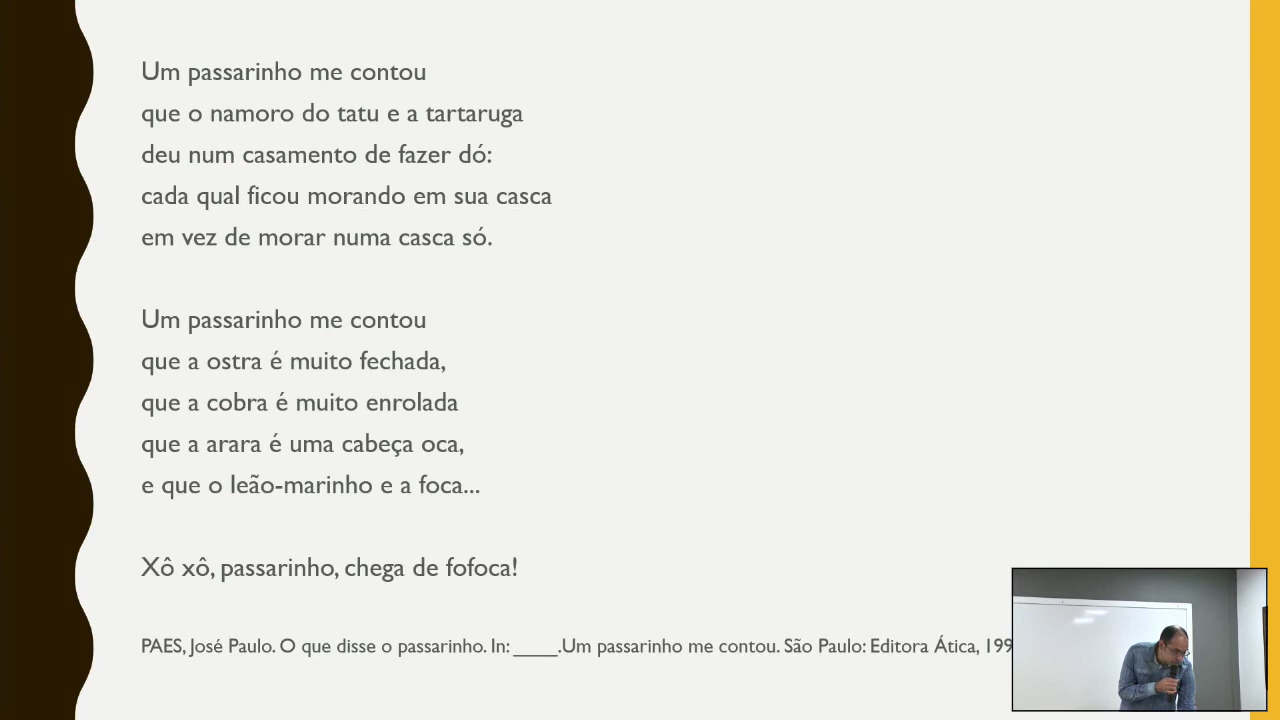 Um passarinho me contou
que o namoro do tatu e a tartaruga
deu num casamento de fazer dó:
cada qual ficou morando em sua casca
em vez de morar numa casca só.
Um passarinho me contou
que a ostra é muito fechada,
que a cobra é muito enrolada
que a arara é uma cabeça oca,
e que o leão-marinho e a foca...
Xô xô, passarinho, chega de fofoca!
PAES, José Paulo. O que disse o passarinho. In: ____.Um passarinho me contou. São Paulo: Editora Ática,